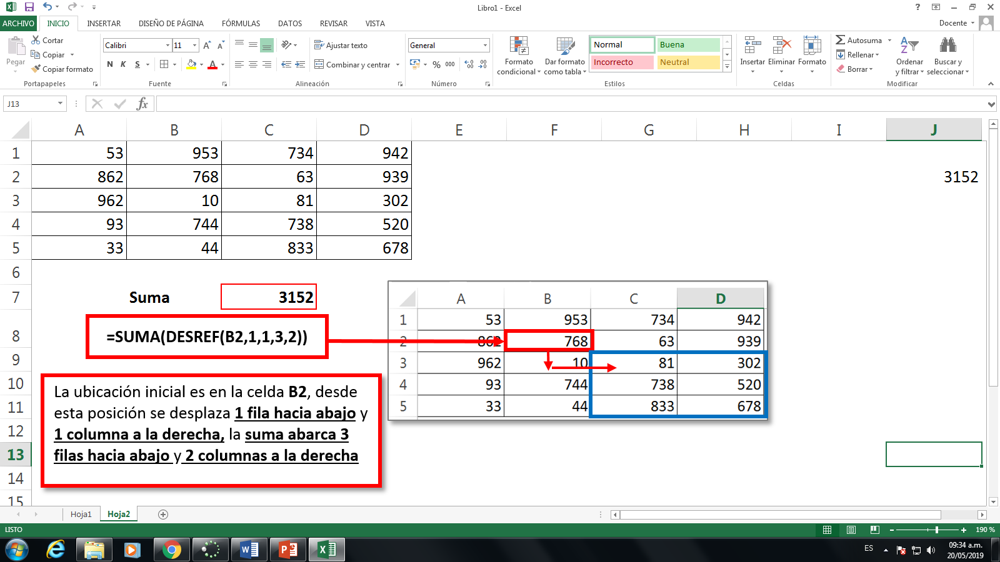 Libro1 - Excel
ARCHIVO INICIO INSERTAR DISEÑO DE PÁGINA FÓRMULAS DATOS REVISAR VISTA Docente
Pegar
Cortar
Copiar
Copiar formato
Portapapeles
Calibri 11
N K S
Fuente
Ajustar texto
Combinar y centrar
Alineación
General
% 000
Número
Formato
condicional
Dar formato
como tabla
Normal Buena
Incorrecto Neutral
Estilos
Insertar Eliminar Formato
Celdas
Autosuma
Rellenar
Borrar
Ordenar
y filtrar
Buscar y
seleccionar
Modificar
J13 fx
A B C D E F G H I J
1 53 953 734 942
2 862 768 63 939 3152
3 962 10 81 302
4 93 744 738 520
5 33 44 833 678
6
7 Suma 3152
8 =SUMA(DESREF(B2,1,1,3,2))
9
10
11
12
13
14
15
La ubicación inicial es en la celda B2, desde
esta posición se desplaza 1 fila hacia abajo y
1 columna a la derecha, la suma abarca 3
filas hacia abajo y 2 columnas a la derecha
A B C D
1 53 953 734 942
2 862 768 63 939
3 962 10 81 302
4 93 744 738 520
5 33 44 833 678
Hoja1 Hoja2
LISTO 190 %
ES 09:34 a.m.
20/05/2019